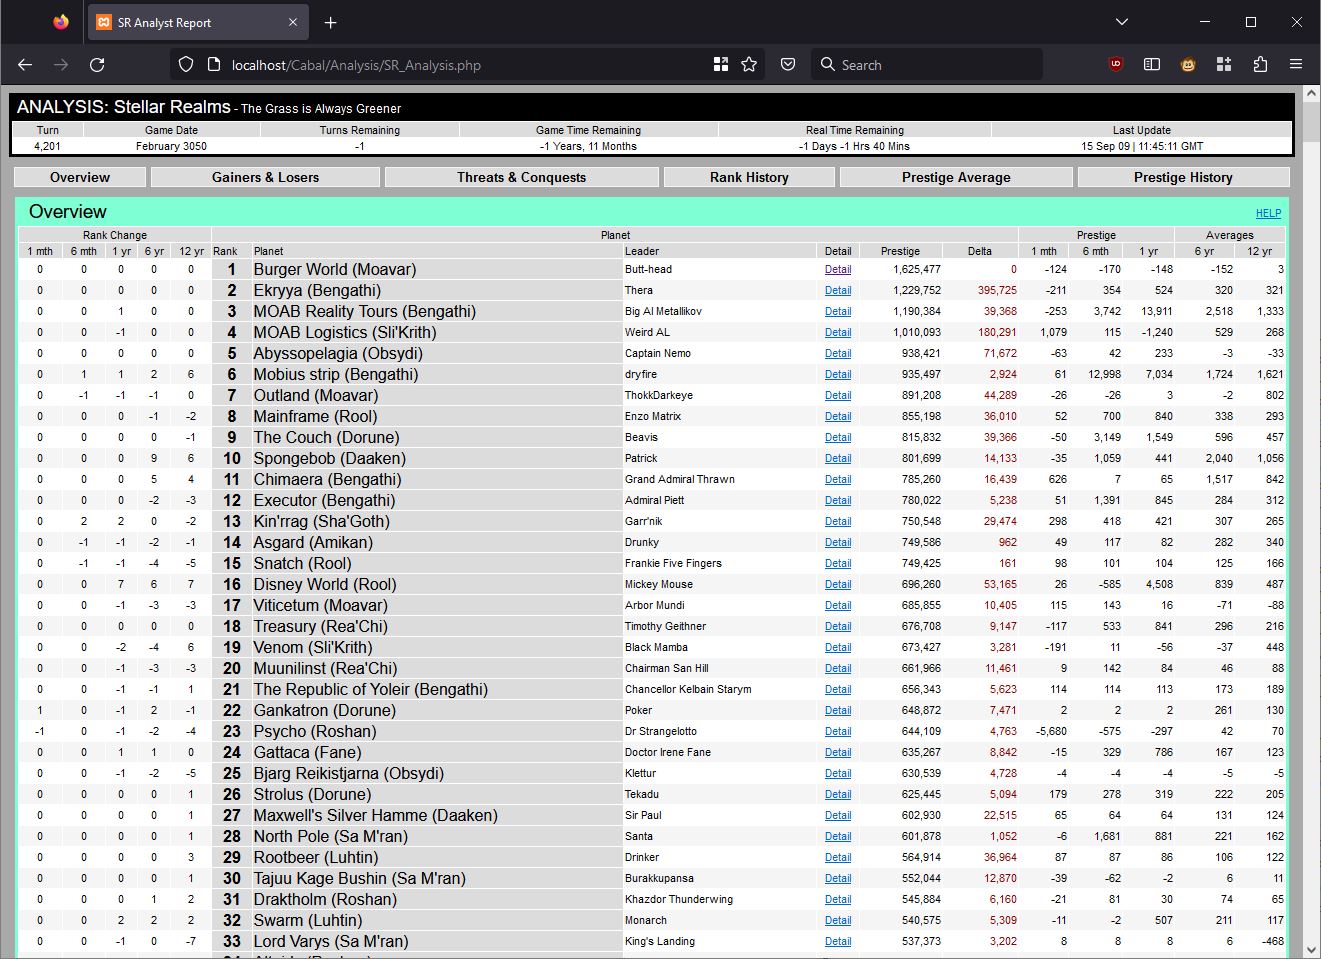 SR Analyst Report
localhost/Cabal/Analysis/SR_Analysis.php Search
ANALYSIS: Stellar Realms - The Grass is Always Greener
Turn Game Date Turns Remaining Game Time Remaining Real Time Remaining Last Update
4,201 February 3050 -1 -1 Years, 11 Months -1 Days -1 Hrs 40 Mins 15 Sep 09 | 11:45:11 GMT
Overview Gainers & Losers Threats & Conquests Rank History Prestige Average Prestige History
Overview HELP
Rank Change Planet Prestige Averages
1 mth 6 mth 1 yr 6 yr 12 yr Rank Planet Leader Detail Prestige Delta 1 mth 6 mth 1 yr 6 yr 12 yr
0 0 0 0 0 1 Burger World (Moavar) Butt-head Detail 1,625,477 0 -124 -170 -148 -152 3
0 0 0 0 0 2 Ekryya (Bengathi) Thera Detail 1,229,752 395,725 -211 354 524 320 321
0 0 1 0 0 3 MOAB Reality Tours (Bengathi) Big Al Metallikov Detail 1,190,384 39,368 -253 3,742 13,911 2,518 1,333
0 0 -1 0 0 4 MOAB Logistics (Sli'Krith) Weird AL Detail 1,010,093 180,291 1,079 115 -1,240 529 268
0 0 0 0 0 5 Abyssopelagia (Obsydi) Captain Nemo Detail 938,421 71,672 -63 42 233 -3 -33
0 1 1 2 6 6 Mobius strip (Bengathi) dryfire Detail 935,497 2,924 61 12,998 7,034 1,724 1,621
0 -1 -1 -1 0 7 Outland (Moavar) ThokkDarkeye Detail 891,208 44,289 -26 -26 3 -2 802
0 0 0 -1 -2 8 Mainframe (Rool) Enzo Matrix Detail 855,198 36,010 52 700 840 338 293
0 0 0 0 -1 9 The Couch (Dorune) Beavis Detail 815,832 39,366 -50 3,149 1,549 596 457
0 0 0 9 6 10 Spongebob (Daaken) Patrick Detail 801,699 14,133 -35 1,059 441 2,040 1,056
0 0 0 5 4 11 Chimaera (Bengathi) Grand Admiral Thrawn Detail 785,260 16,439 626 7 65 1,517 842
0 0 0 -2 -3 12 Executor (Bengathi) Admiral Piett Detail 780,022 5,238 51 1,391 845 284 312
0 2 2 0 -2 13 Kin'rrag (Sha'Goth) Garr'nik Detail 750,548 29,474 298 418 421 307 265
0 -1 -1 -2 -1 14 Asgard (Amikan) Drunky Detail 749,586 962 49 117 82 282 340
0 -1 -1 -4 -5 15 Snatch (Rool) Frankie Five Fingers Detail 749,425 161 98 101 104 125 166
0 0 7 6 7 16 Disney World (Rool) Mickey Mouse Detail 696,260 53,165 26 -585 4,508 839 487
0 0 -1 -3 -3 17 Viticetum (Moavar) Arbor Mundi Detail 685,855 10,405 115 143 16 -71 -88
0 0 0 0 0 18 Treasury (Rea'Chi) Timothy Geithner Detail 676,708 9,147 -117 533 841 296 216
0 0 -2 -4 6 19 Venom (Sli'Krith) Black Mamba Detail 673,427 3,281 -191 11 -56 -37 448
0 0 -1 -3 -3 20 Muunilinst (Rea'Chi) Chairman San Hill Detail 661,966 11,461 9 142 84 46 88
0 0 -1 -1 1 21 The Republic of Yoleir (Bengathi) Chancellor Kelbain Starym Detail 656,343 5,623 114 114 113 173 189
1 0 -1 2 -1 22 Gankatron (Dorune) Poker Detail 648,872 7,471 2 2 2 261 130
-1 0 -1 -2 -4 23 Psycho (Roshan) Dr Strangelotto Detail 644,109 4,763 -5,680 -575 -297 42 70
0 0 1 1 0 24 Gattaca (Fane) Doctor Irene Fane Detail 635,267 8,842 -15 329 786 167 123
0 0 -1 -2 -5 25 Bjarg Reikistjarna (Obsydi) Klettur Detail 630,539 4,728 -4 -4 -4 -5 -5
0 0 0 0 1 26 Strolus (Dorune) Tekadu Detail 625,445 5,094 179 278 319 222 205
0 0 0 0 1 27 Maxwell's Silver Hamme (Daaken) Sir Paul Detail 602,930 22,515 65 64 64 131 124
0 0 0 0 1 28 North Pole (Sa M'ran) Santa Detail 601,878 1,052 -6 1,681 881 221 162
0 0 0 0 3 29 Rootbeer (Luhtin) Drinker Detail 564,914 36,964 87 87 86 106 122
0 0 0 0 1 30 Tajuu Kage Bushin (Sa M'ran) Burakkupansa Detail 552,044 12,870 -39 -62 -2 6 11
0 0 0 1 2 31 Draktholm (Roshan) Khazdor Thunderwing Detail 545,884 6,160 -21 81 30 74 65
0 0 2 2 2 32 Swarm (Luhtin) Monarch Detail 540,575 5,309 -11 -2 507 211 117
0 0 -1 0 -7 33 Lord Varys (Sa M'ran) King's Landing Detail 537,373 3,202 8 8 8 6 -468